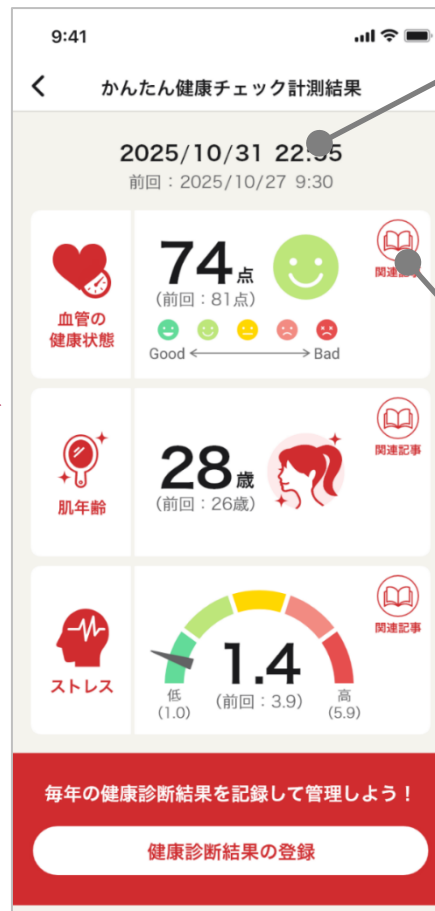 9:41
かんたん健康チェック計測結果
2025/10/31
前回：2025/10/27 9:30
血管の
健康状態
74点
(前回：81点)
Good
Bad
関連記事
肌年齢
28歳
(前回：26歳)
関連記事
ストレス
1.4
(前回：3.9)
低
(1.0)
高
(5.9)
関連記事
毎年の健康診断結果を記録して管理しよう！
健康診断結果の登録